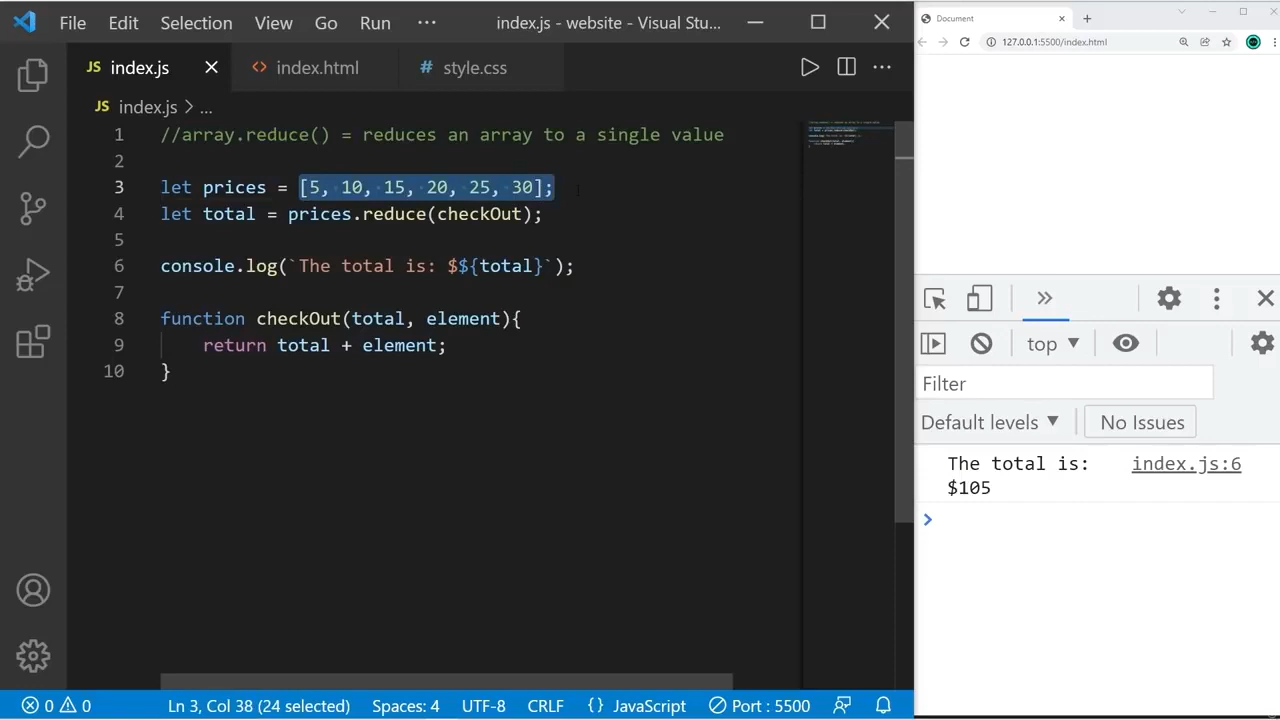 File Edit Selection View Go Run ··· index.js - website - Visual Stu...
JS index.js <> index.html # style.css
JS index.js > ...
1 //array.reduce() = reduces an array to a single value
2
3 let prices = [5, 10, 15, 20, 25, 30];
4 let total = prices.reduce(checkOut);
5
6 console.log(`The total is: $${total}`);
7
8 function checkOut(total, element){
9 return total + element;
10 }
0 0 Ln 3, Col 38 (24 selected) Spaces: 4 UTF-8 CRLF {} JavaScript Port : 5500
Document
127.0.0.1:5500/index.html
top
Filter
Default levels No Issues
The total is: index.js:6
$105